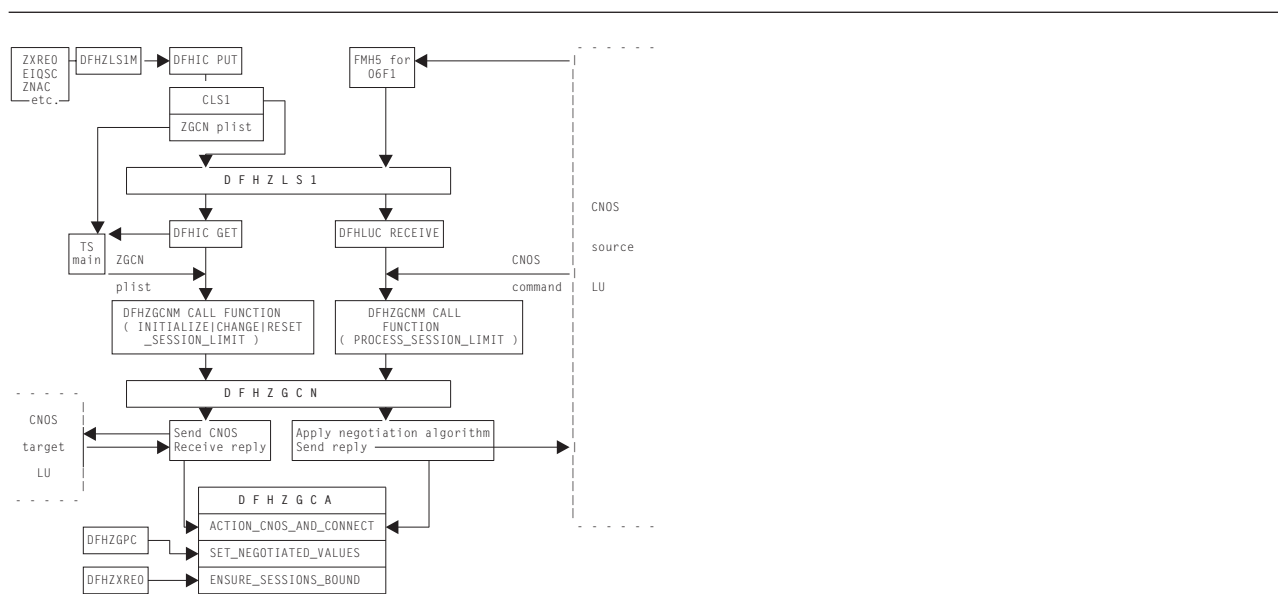 ZXREO
EIQSC
ZNAC
etc.
DFHZLS1M
DFHIC PUT
FMH5 for
06F1
CLS1
ZGCN plist
D F H Z L S 1
DFHIC GET
DFHLUC RECEIVE
TS
main
ZGCN
plist
CNOS
command
CNOS
source
LU
DFHZGCNM CALL FUNCTION
( INITIALIZE|CHANGE|RESET
_SESSION_LIMIT )
DFHZGCNM CALL
FUNCTION
( PROCESS_SESSION_LIMIT )
D F H Z G C N
CNOS
target
LU
Send CNOS
Receive reply
Apply negotiation algorithm
Send reply
D F H Z G C A
ACTION_CNOS_AND_CONNECT
DFHZGPC
SET_NEGOTIATED_VALUES
DFHZXREO
ENSURE_SESSIONS_BOUND